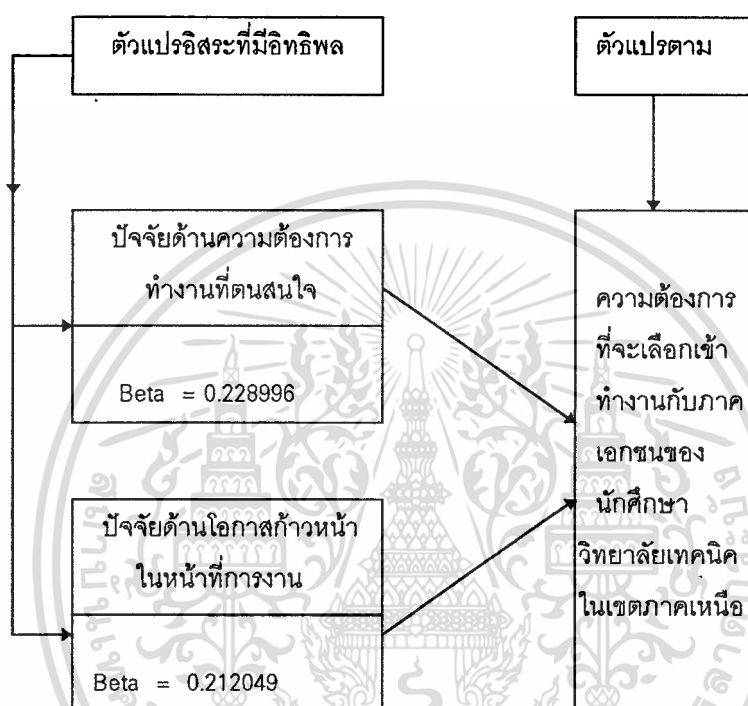 ตัวแปรอิสระที่มีอิทธิพล
ตัวแปรตาม
ปัจจัยด้านความต้องการ
ทำงานที่ตนสนใจ
Beta = 0.228996
ปัจจัยด้านโอกาสก้าวหน้า
ในหน้าที่การงาน
Beta = 0.212049
ความต้องการ
ที่จะเลือกเข้า
ทำงานกับภาค
เอกชนของ
นักศึกษา
วิทยาลัยเทคนิค
ในเขตภาคเหนือ